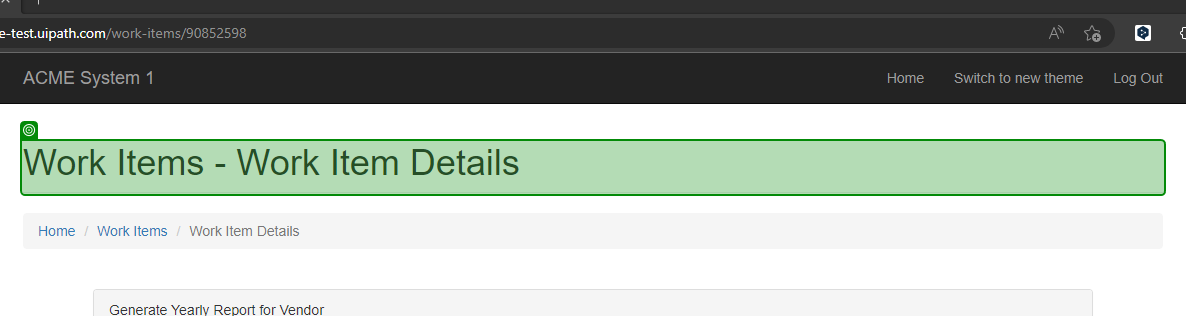 e-test.uipath.com/work-items/90852598
ACME System 1 Home Switch to new theme Log Out
Work Items - Work Item Details
Home / Work Items / Work Item Details
Generate Yearly Report for Vendor